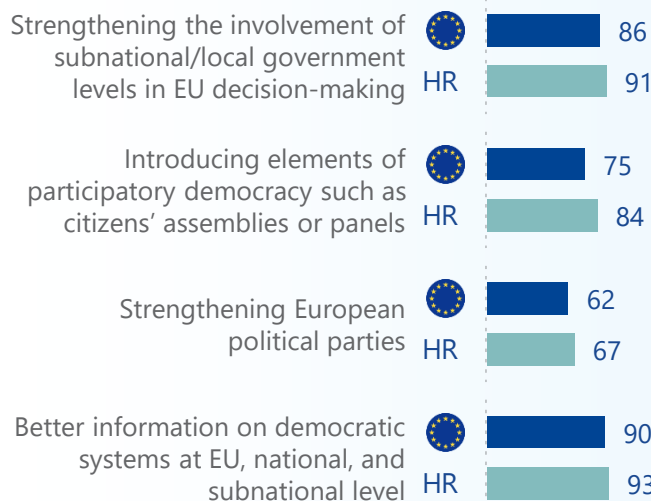 Strengthening the involvement of
subnational/local government
levels in EU decision-making
86
HR 91
Introducing elements of
participatory democracy such as
citizens’ assemblies or panels
75
HR 84
Strengthening European
political parties
62
HR 67
Better information on democratic
systems at EU, national, and
subnational level
90
HR 93